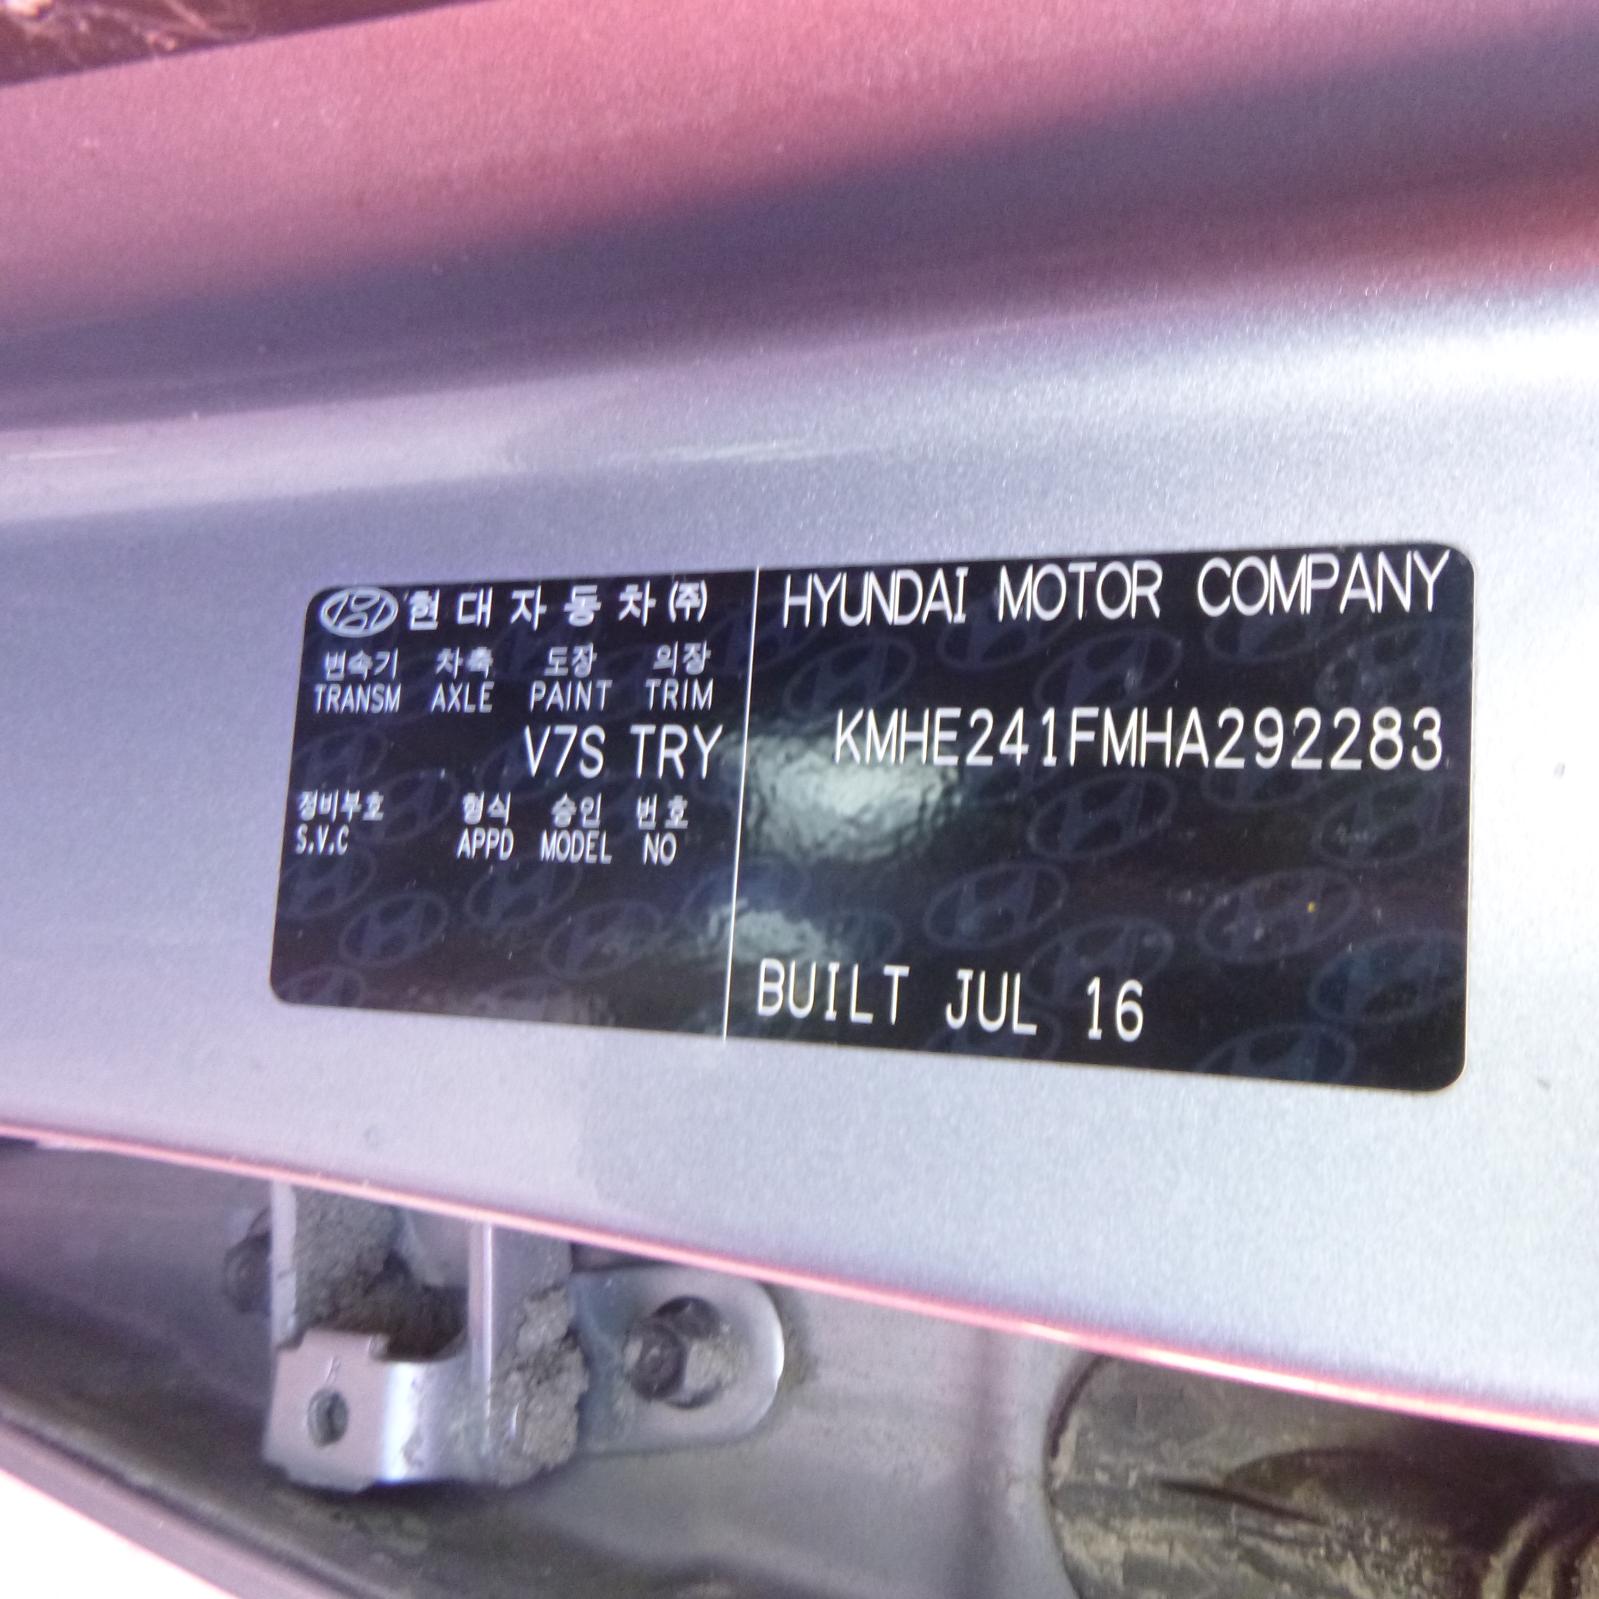 현대자동차(주)
변속기 차축 도장 의장
TRANSM AXLE PAINT TRIM
V7S TRY
정비부호 형식 승인 번호
S.V.C APPD MODEL NO
HYUNDAI MOTOR COMPANY
KMHE241FMHA292283
BUILT JUL 16